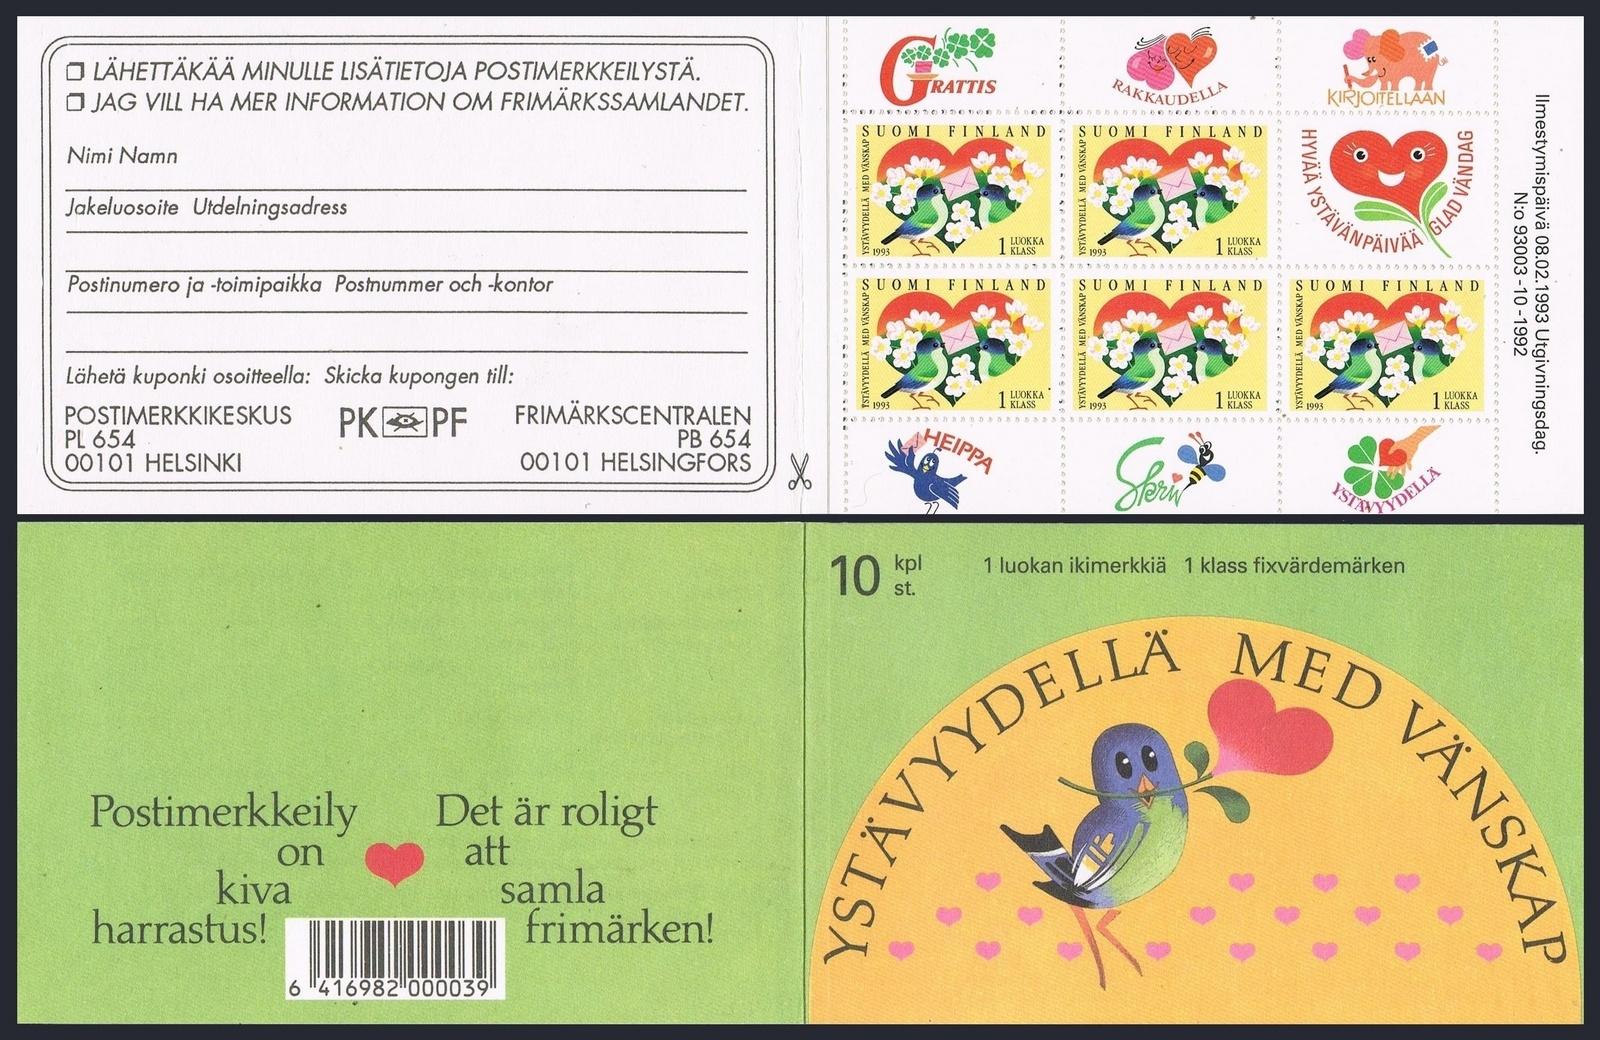 ❐ LÄHETTÄKÄÄ MINULLE LISÄTIETOJA POSTIMERKKEILYSTÄ.
❐ JAG VILL HA MER INFORMATION OM FRIMÄRKSSAMLANDET.
Nimi Namn
Jakeluosoite Utdelningsadress
Postinumero ja -toimipaikka Postnummer och -kontor
Lähetä kuponki osoitteella: Skicka kupongen till:
POSTIMERKKIKESKUS
PL 654
00101 HELSINKI
PK PF
FRIMÄRKSCENTRALEN
PB 654
00101 HELSINGFORS
GRATTIS
RAKKAUDELLA
KIRJOITELLAAN
SUOMI FINLAND
YSTÄVYYDELLÄ MED VÄNSKAP
1993
1 LUOKKA
KLASS
SUOMI FINLAND
YSTÄVYYDELLÄ MED VÄNSKAP
1993
1 LUOKKA
KLASS
HYVÄÄ YSTÄVÄNPÄIVÄÄ GLAD VÄNDAG
SUOMI FINLAND
YSTÄVYYDELLÄ MED VÄNSKAP
1993
1 LUOKKA
KLASS
SUOMI FINLAND
YSTÄVYYDELLÄ MED VÄNSKAP
1993
1 LUOKKA
KLASS
SUOMI FINLAND
YSTÄVYYDELLÄ MED VÄNSKAP
1993
1 LUOKKA
KLASS
HEIPPA
Skriv
YSTÄVYYDELLÄ
Ilmestymispäivä 08.02.1993 Utgivningsdag.
N:o 93003 -10 -1992
Postimerkkeily
on
kiva
harrastus!
Det är roligt
att
samla
frimärken!
6 416982 000039
10 kpl
st.
1 luokan ikimerkkiä 1 klass fixvärdemärken
YSTÄVYYDELLÄ MED VÄNSKAP